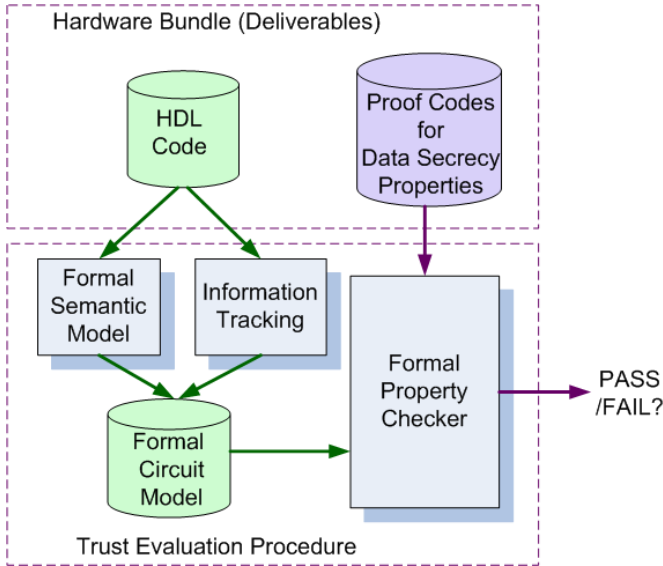 Hardware Bundle (Deliverables)
HDL
Code
Proof Codes
for
Data Secrecy
Properties
Formal
Semantic
Model
Information
Tracking
Formal
Property
Checker
PASS
/FAIL?
Formal
Circuit
Model
Trust Evaluation Procedure